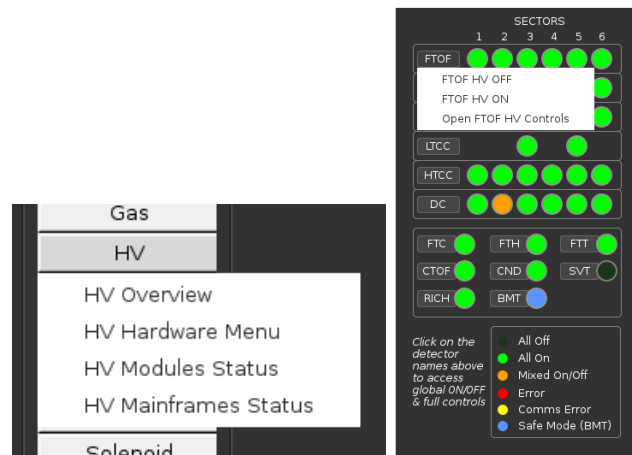 Gas
HV
HV Overview
HV Hardware Menu
HV Modules Status
HV Mainframes Status
Solenoid
SECTORS
1 2 3 4 5 6
FTOF
FTOF HV OFF
FTOF HV ON
Open FTOF HV Controls
LTCC
HTCC
DC
FTC FTH FTT
CTOF CND SVT
RICH BMT
Click on the
detector
names above
to access
global ON/OFF
& full controls
All Off
All On
Mixed On/Off
Error
Comms Error
Safe Mode (BMT)